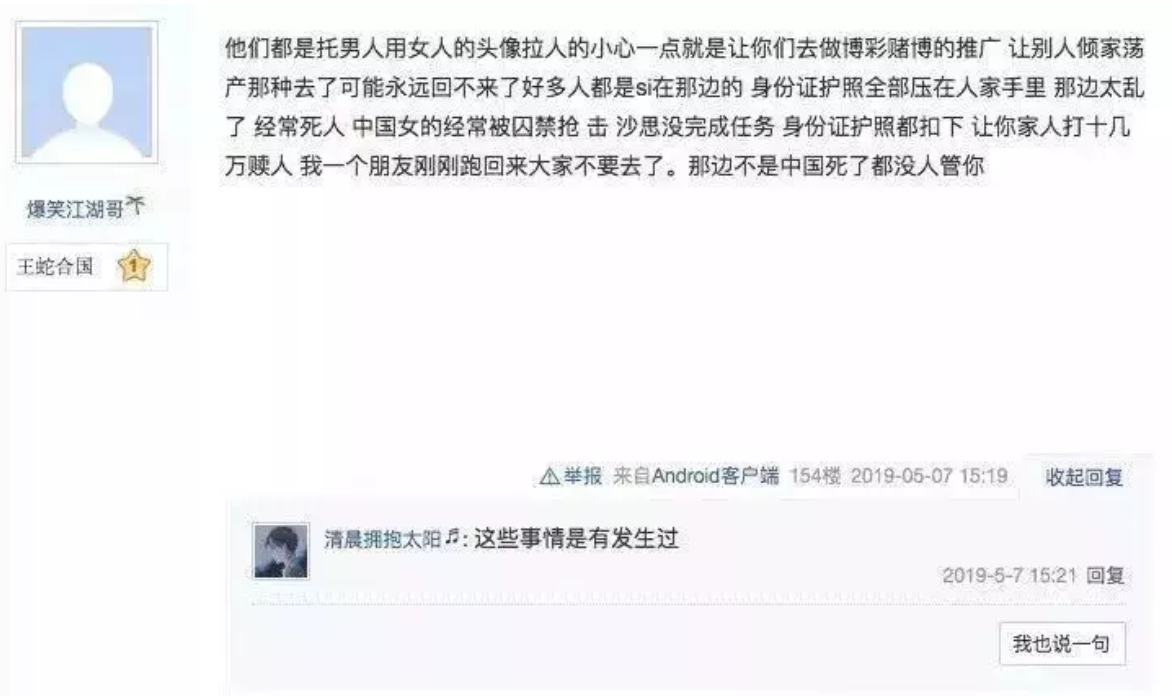 他们都是托男人用女人的头像拉人的小心一点就是让你们去做博彩赌博的推广 让别人倾家荡
产那种去了可能永远回不来了好多人都是si在那边的 身份证护照全部压在人家手里 那边太乱
了 经常死人 中国女的经常被囚禁抢 击 沙思没完成任务 身份证护照都扣下 让你家人打十几
万赎人 我一个朋友刚刚跑回来大家不要去了。那边不是中国死了都没人管你
爆笑江湖哥
王蛇合国 1
举报 来自Android客户端 154楼 2019-05-07 15:19 收起回复
清晨拥抱太阳♬: 这些事情是有发生过
2019-5-7 15:21 回复
我也说一句